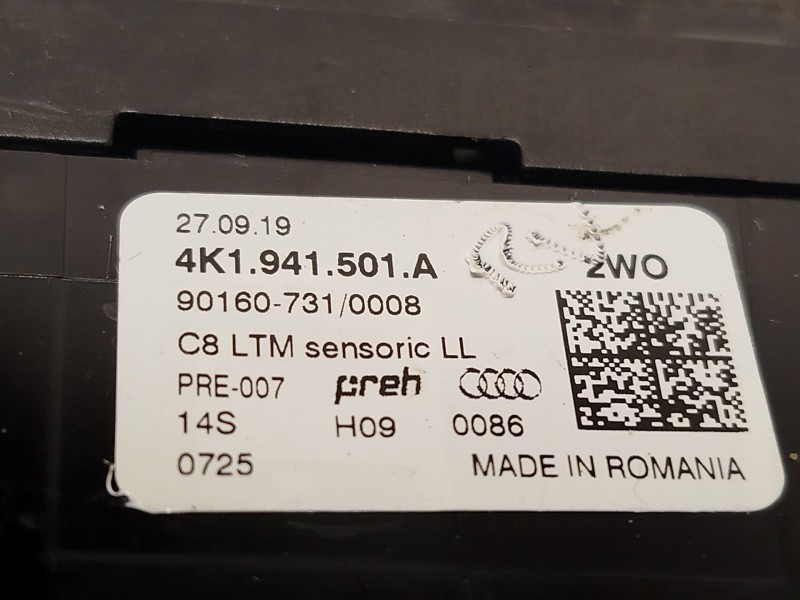 27.09.19
4K1.941.501.A 2WO
90160-731/0008
C8 LTM sensoric LL
PRE-007 preh
14S H09 0086
0725 MADE IN ROMANIA